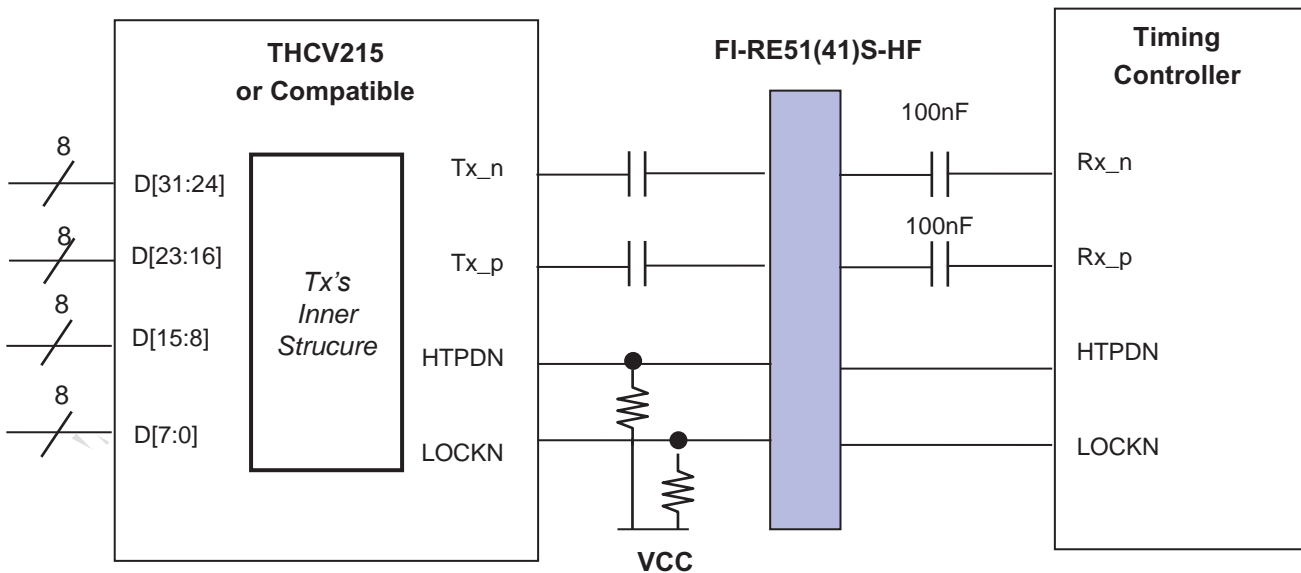 THCV215
or Compatible
FI-RE51(41)S-HF
Timing
Controller
100nF
8
D[31:24]
Tx_n
Rx_n
8
D[23:16]
Tx_p
100nF
Rx_p
Tx's
Inner
Strucure
8
D[15:8]
HTPDN
HTPDN
8
D[7:0]
LOCKN
LOCKN
VCC